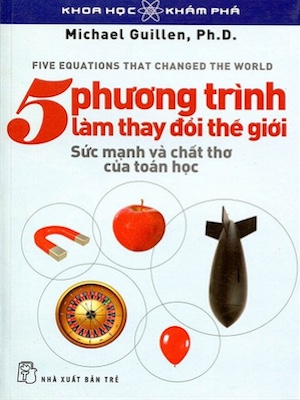 KHOA HỌC KHÁM PHÁ
Michael Guillen, Ph.D.
FIVE EQUATIONS THAT CHANGED THE WORLD
5 phương trình
làm thay đổi thế giới
Sức mạnh và chất thơ
của toán học
NHÀ XUẤT BẢN TRẺ